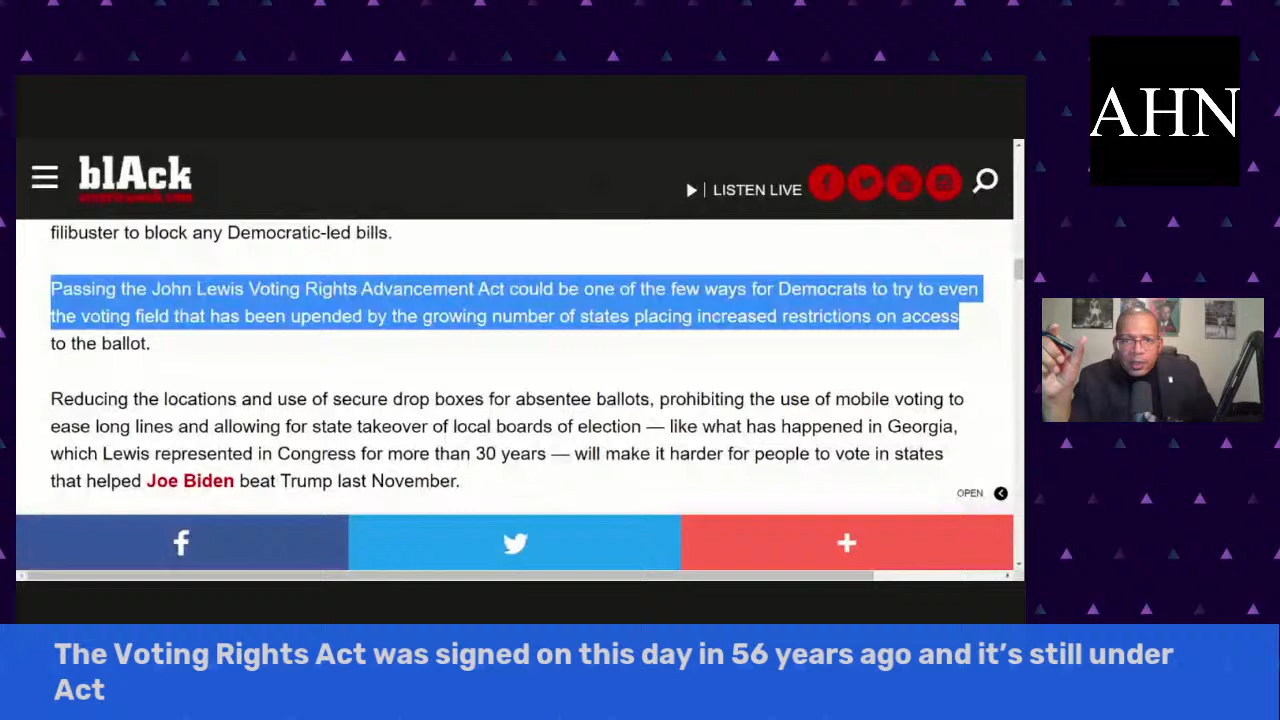 AHN
blAck
LISTEN LIVE
filibuster to block any Democratic-led bills.
Passing the John Lewis Voting Rights Advancement Act could be one of the few ways for Democrats to try to even
the voting field that has been upended by the growing number of states placing increased restrictions on access
to the ballot.
Reducing the locations and use of secure drop boxes for absentee ballots, prohibiting the use of mobile voting to
ease long lines and allowing for state takeover of local boards of election — like what has happened in Georgia,
which Lewis represented in Congress for more than 30 years — will make it harder for people to vote in states
that helped Joe Biden beat Trump last November.
OPEN
The Voting Rights Act was signed on this day in 56 years ago and it’s still under
Act